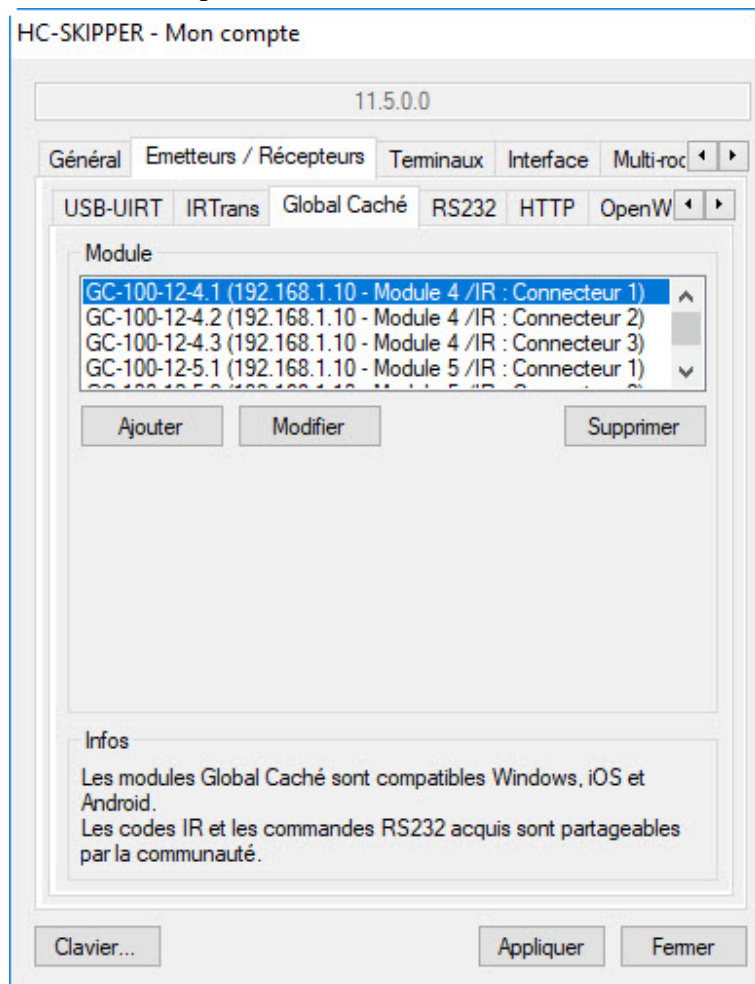 HC-SKIPPER - Mon compte
11.5.0.0
Général Emetteurs / Récepteurs Terminaux Interface Multi-roc
USB-UIRT IRTrans Global Caché RS232 HTTP OpenW
Module
GC-100-12-4.1 (192.168.1.10 - Module 4 /IR : Connecteur 1)
GC-100-12-4.2 (192.168.1.10 - Module 4 /IR : Connecteur 2)
GC-100-12-4.3 (192.168.1.10 - Module 4 /IR : Connecteur 3)
GC-100-12-5.1 (192.168.1.10 - Module 5 /IR : Connecteur 1)
Ajouter Modifier Supprimer
Infos
Les modules Global Caché sont compatibles Windows, iOS et
Android.
Les codes IR et les commandes RS232 acquis sont partageables
par la communauté.
Clavier... Appliquer Fermer